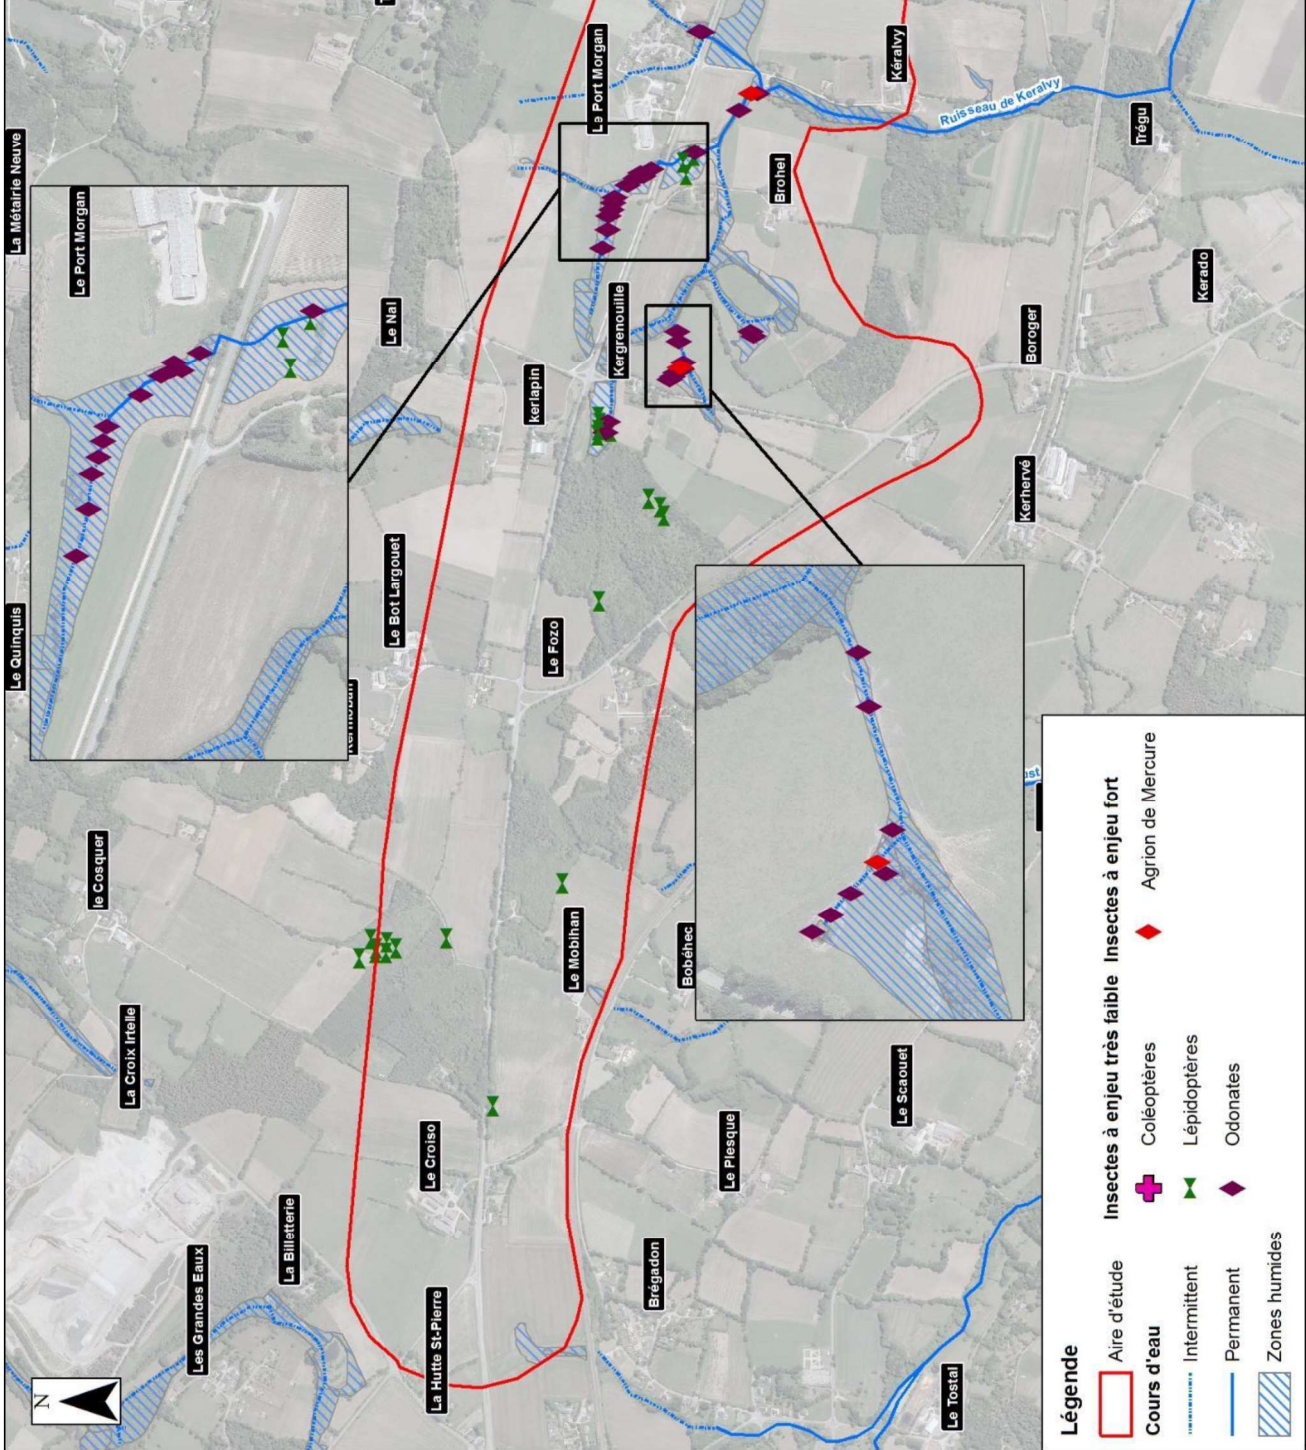 N
La Métairie Neuve
Le Quinquis
le Cosquer
La Croix Irtelle
Les Grandes Eaux
La Billetterie
Le Port Morgan
Le Nal
Le Bot Largouet
Le Croiso
La Hutte St-Pierre
kerlapin
Le Fozo
Le Mobihan
Le Port Morgan
Kergrenouille
Bobéhec
Brégadon
Le Plesque
Brohel
Kéralvy
Ruisseau de Keralvy
Le Scaouet
Le Tostal
Boroger
Kerhervé
Trégu
Kerado
Légende
Aire d'étude
Cours d'eau
Intermittent
Permanent
Zones humides
Insectes à enjeu très faible
Coléoptères
Lépidoptères
Odonates
Insectes à enjeu fort
Agrion de Mercure